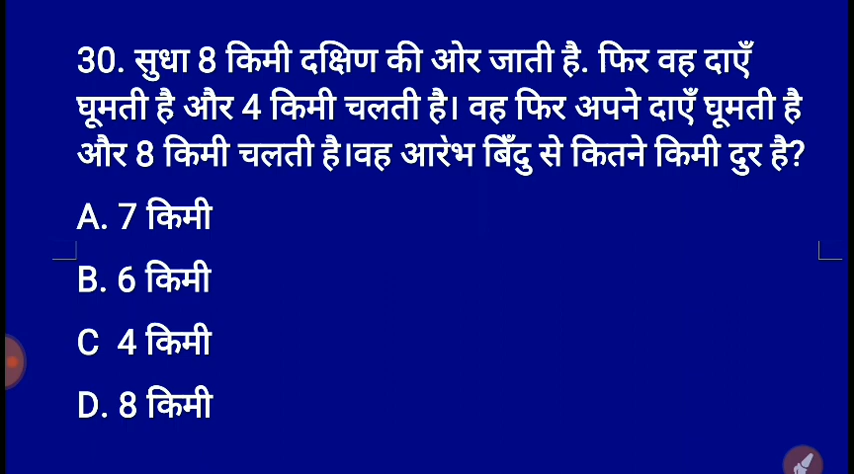 30. सुधा 8 किमी दक्षिण की ओर जाती है. फिर वह दाएँ
घूमती है और 4 किमी चलती है। वह फिर अपने दाएँ घूमती है
और 8 किमी चलती है।वह आरंभ बिँदु से कितने किमी दुर है?
A. 7 किमी
B. 6 किमी
C 4 किमी
D. 8 किमी